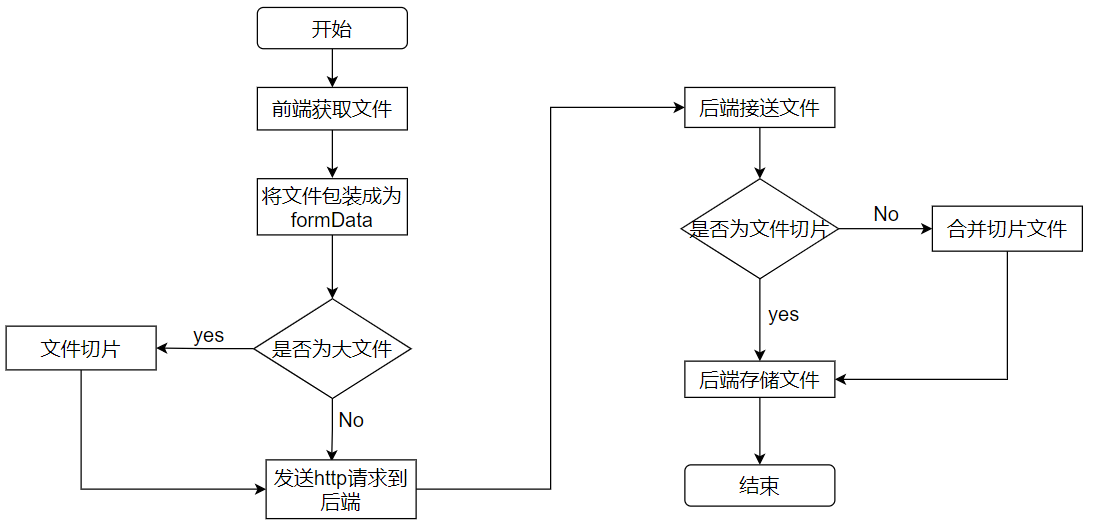 开始
前端获取文件
将文件包装成为
formData
是否为大文件
yes
文件切片
No
发送http请求到
后端
后端接送文件
是否为文件切片
No
合并切片文件
yes
后端存储文件
结束